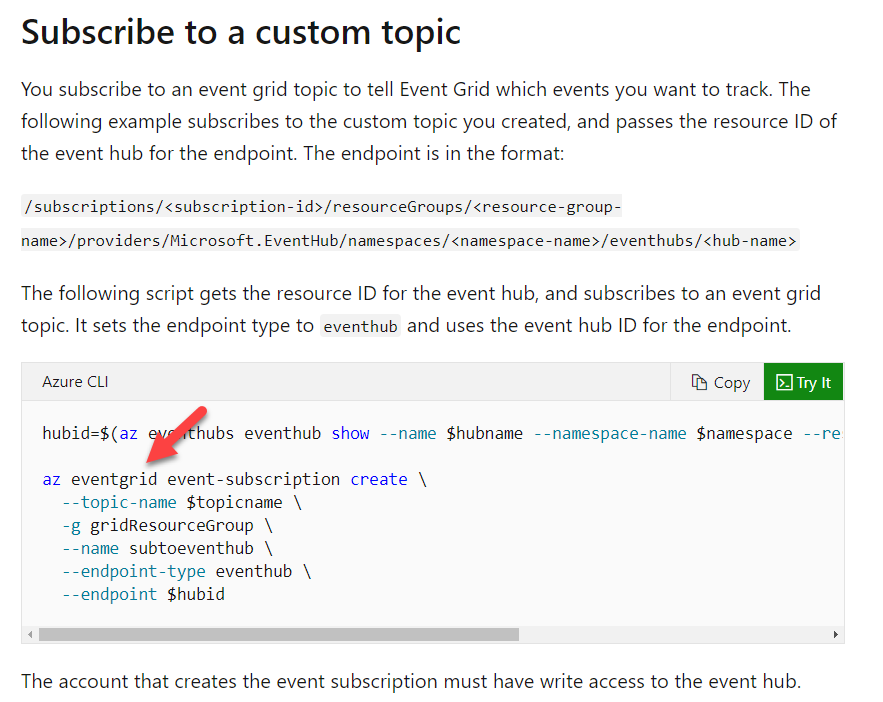 Subscribe to a custom topic
You subscribe to an event grid topic to tell Event Grid which events you want to track. The
following example subscribes to the custom topic you created, and passes the resource ID of
the event hub for the endpoint. The endpoint is in the format:
/subscriptions/<subscription-id>/resourceGroups/<resource-group-
name>/providers/Microsoft.EventHub/namespaces/<namespace-name>/eventhubs/<hub-name>
The following script gets the resource ID for the event hub, and subscribes to an event grid
topic. It sets the endpoint type to eventhub and uses the event hub ID for the endpoint.
Azure CLI Copy Try It
hubid=$(az eventhubs eventhub show --name $hubname --namespace-name $namespace --re
az eventgrid event-subscription create \
--topic-name $topicname \
-g gridResourceGroup \
--name subtoeventhub \
--endpoint-type eventhub \
--endpoint $hubid
The account that creates the event subscription must have write access to the event hub.